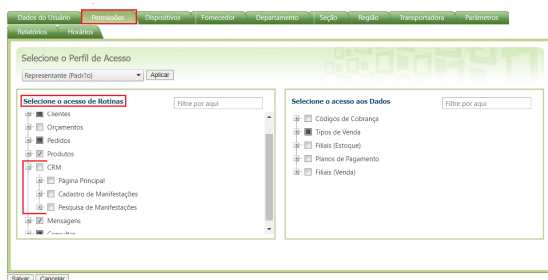 Dados do Usuário Permissões Dispositivos Fornecedor Departamento Seção Região Transportadora Parâmetros
Relatórios Horários
Selecione o Perfil de Acesso
Representante (Padr?o) Aplicar
Selecione o acesso de Rotinas Filtre por aqui
Clientes
Orçamentos
Pedidos
Produtos
CRM
Página Principal
Cadastro de Manifestações
Pesquisa de Manifestações
Mensagens
Consultas
Selecione o acesso aos Dados Filtre por aqui
Códigos de Cobrança
Tipos de Venda
Filiais (Estoque)
Planos de Pagamento
Filiais (Venda)
Salvar Cancelar